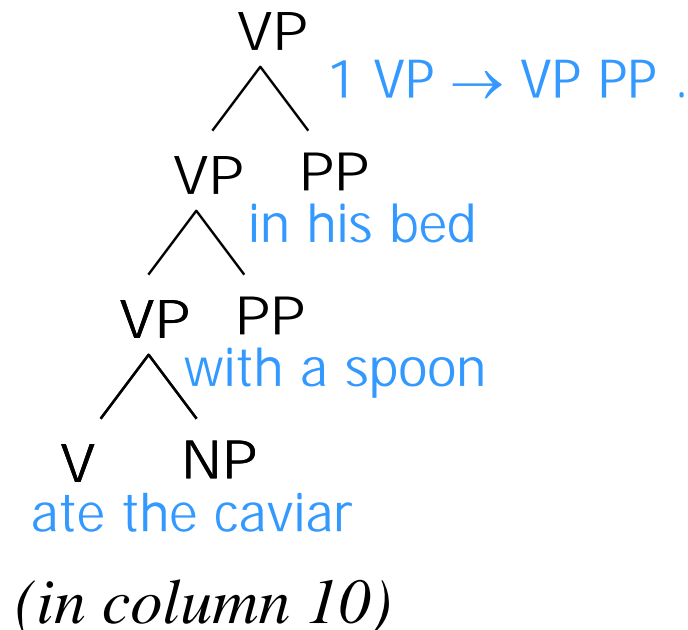 VP
1 VP → VP PP .
VP PP
in his bed
VP PP
with a spoon
V NP
ate the caviar
(in column 10)